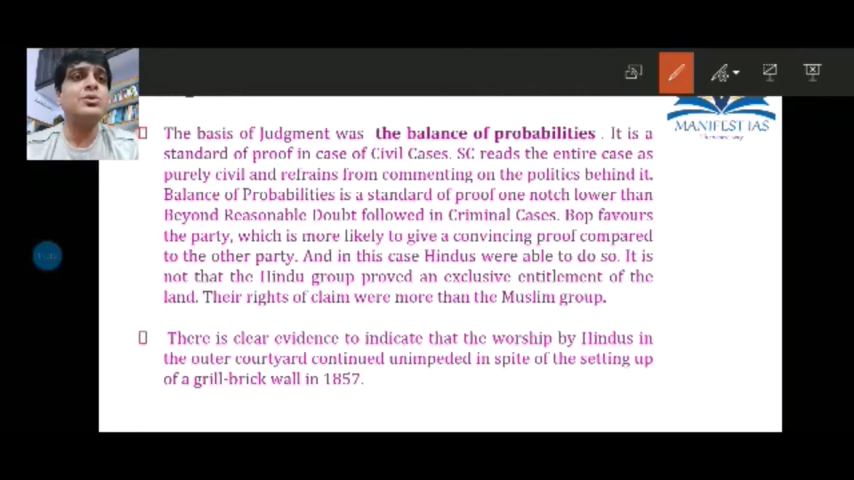 The basis of Judgment was the balance of probabilities . It is a
standard of proof in case of Civil Cases. SC reads the entire case as
purely civil and refrains from commenting on the politics behind it.
Balance of Probabilities is a standard of proof one notch lower than
Beyond Reasonable Doubt followed in Criminal Cases. Bop favours
the party, which is more likely to give a convincing proof compared
to the other party. And in this case Hindus were able to do so. It is
not that the Hindu group proved an exclusive entitlement of the
land. Their rights of claim were more than the Muslim group.
There is clear evidence to indicate that the worship by Hindus in
the outer courtyard continued unimpeded in spite of the setting up
of a grill-brick wall in 1857.
MANIFEST IAS